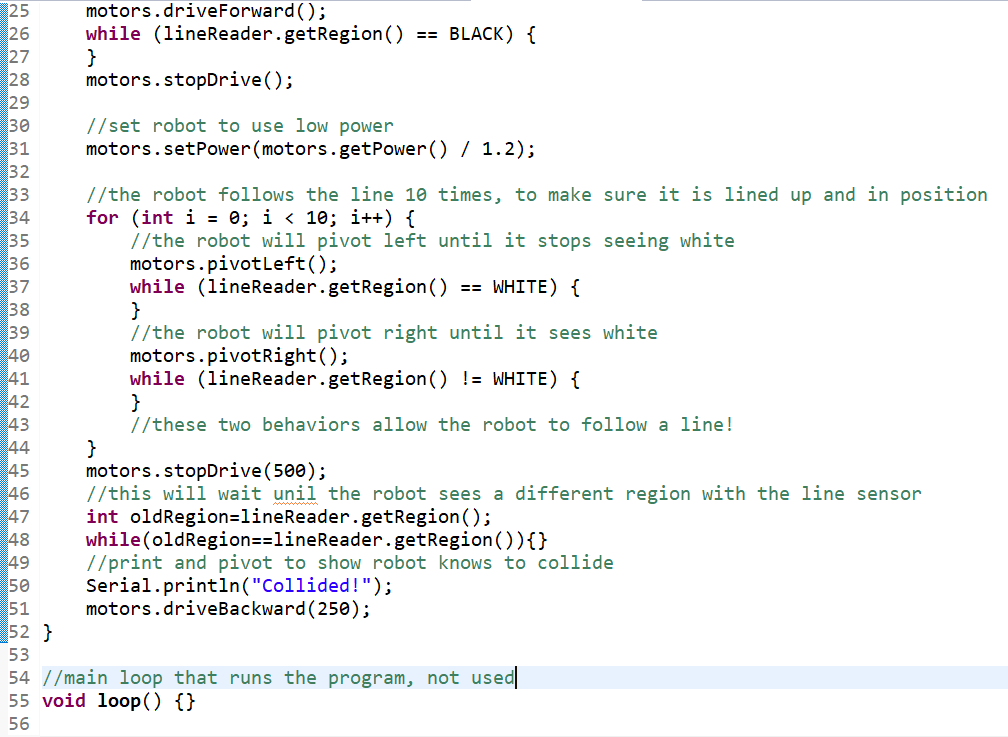 25     motors.driveForward();
26     while (lineReader.getRegion() == BLACK) {
27     }
28     motors.stopDrive();
29
30     //set robot to use low power
31     motors.setPower(motors.getPower() / 1.2);
32
33     //the robot follows the line 10 times, to make sure it is lined up and in position
34     for (int i = 0; i < 10; i++) {
35         //the robot will pivot left until it stops seeing white
36         motors.pivotLeft();
37         while (lineReader.getRegion() == WHITE) {
38         }
39         //the robot will pivot right until it sees white
40         motors.pivotRight();
41         while (lineReader.getRegion() != WHITE) {
42         }
43         //these two behaviors allow the robot to follow a line!
44     }
45     motors.stopDrive(500);
46     //this will wait unil the robot sees a different region with the line sensor
47     int oldRegion=lineReader.getRegion();
48     while(oldRegion==lineReader.getRegion()){}
49     //print and pivot to show robot knows to collide
50     Serial.println("Collided!");
51     motors.driveBackward(250);
52 }
53
54 //main loop that runs the program, not used
55 void loop() {}
56